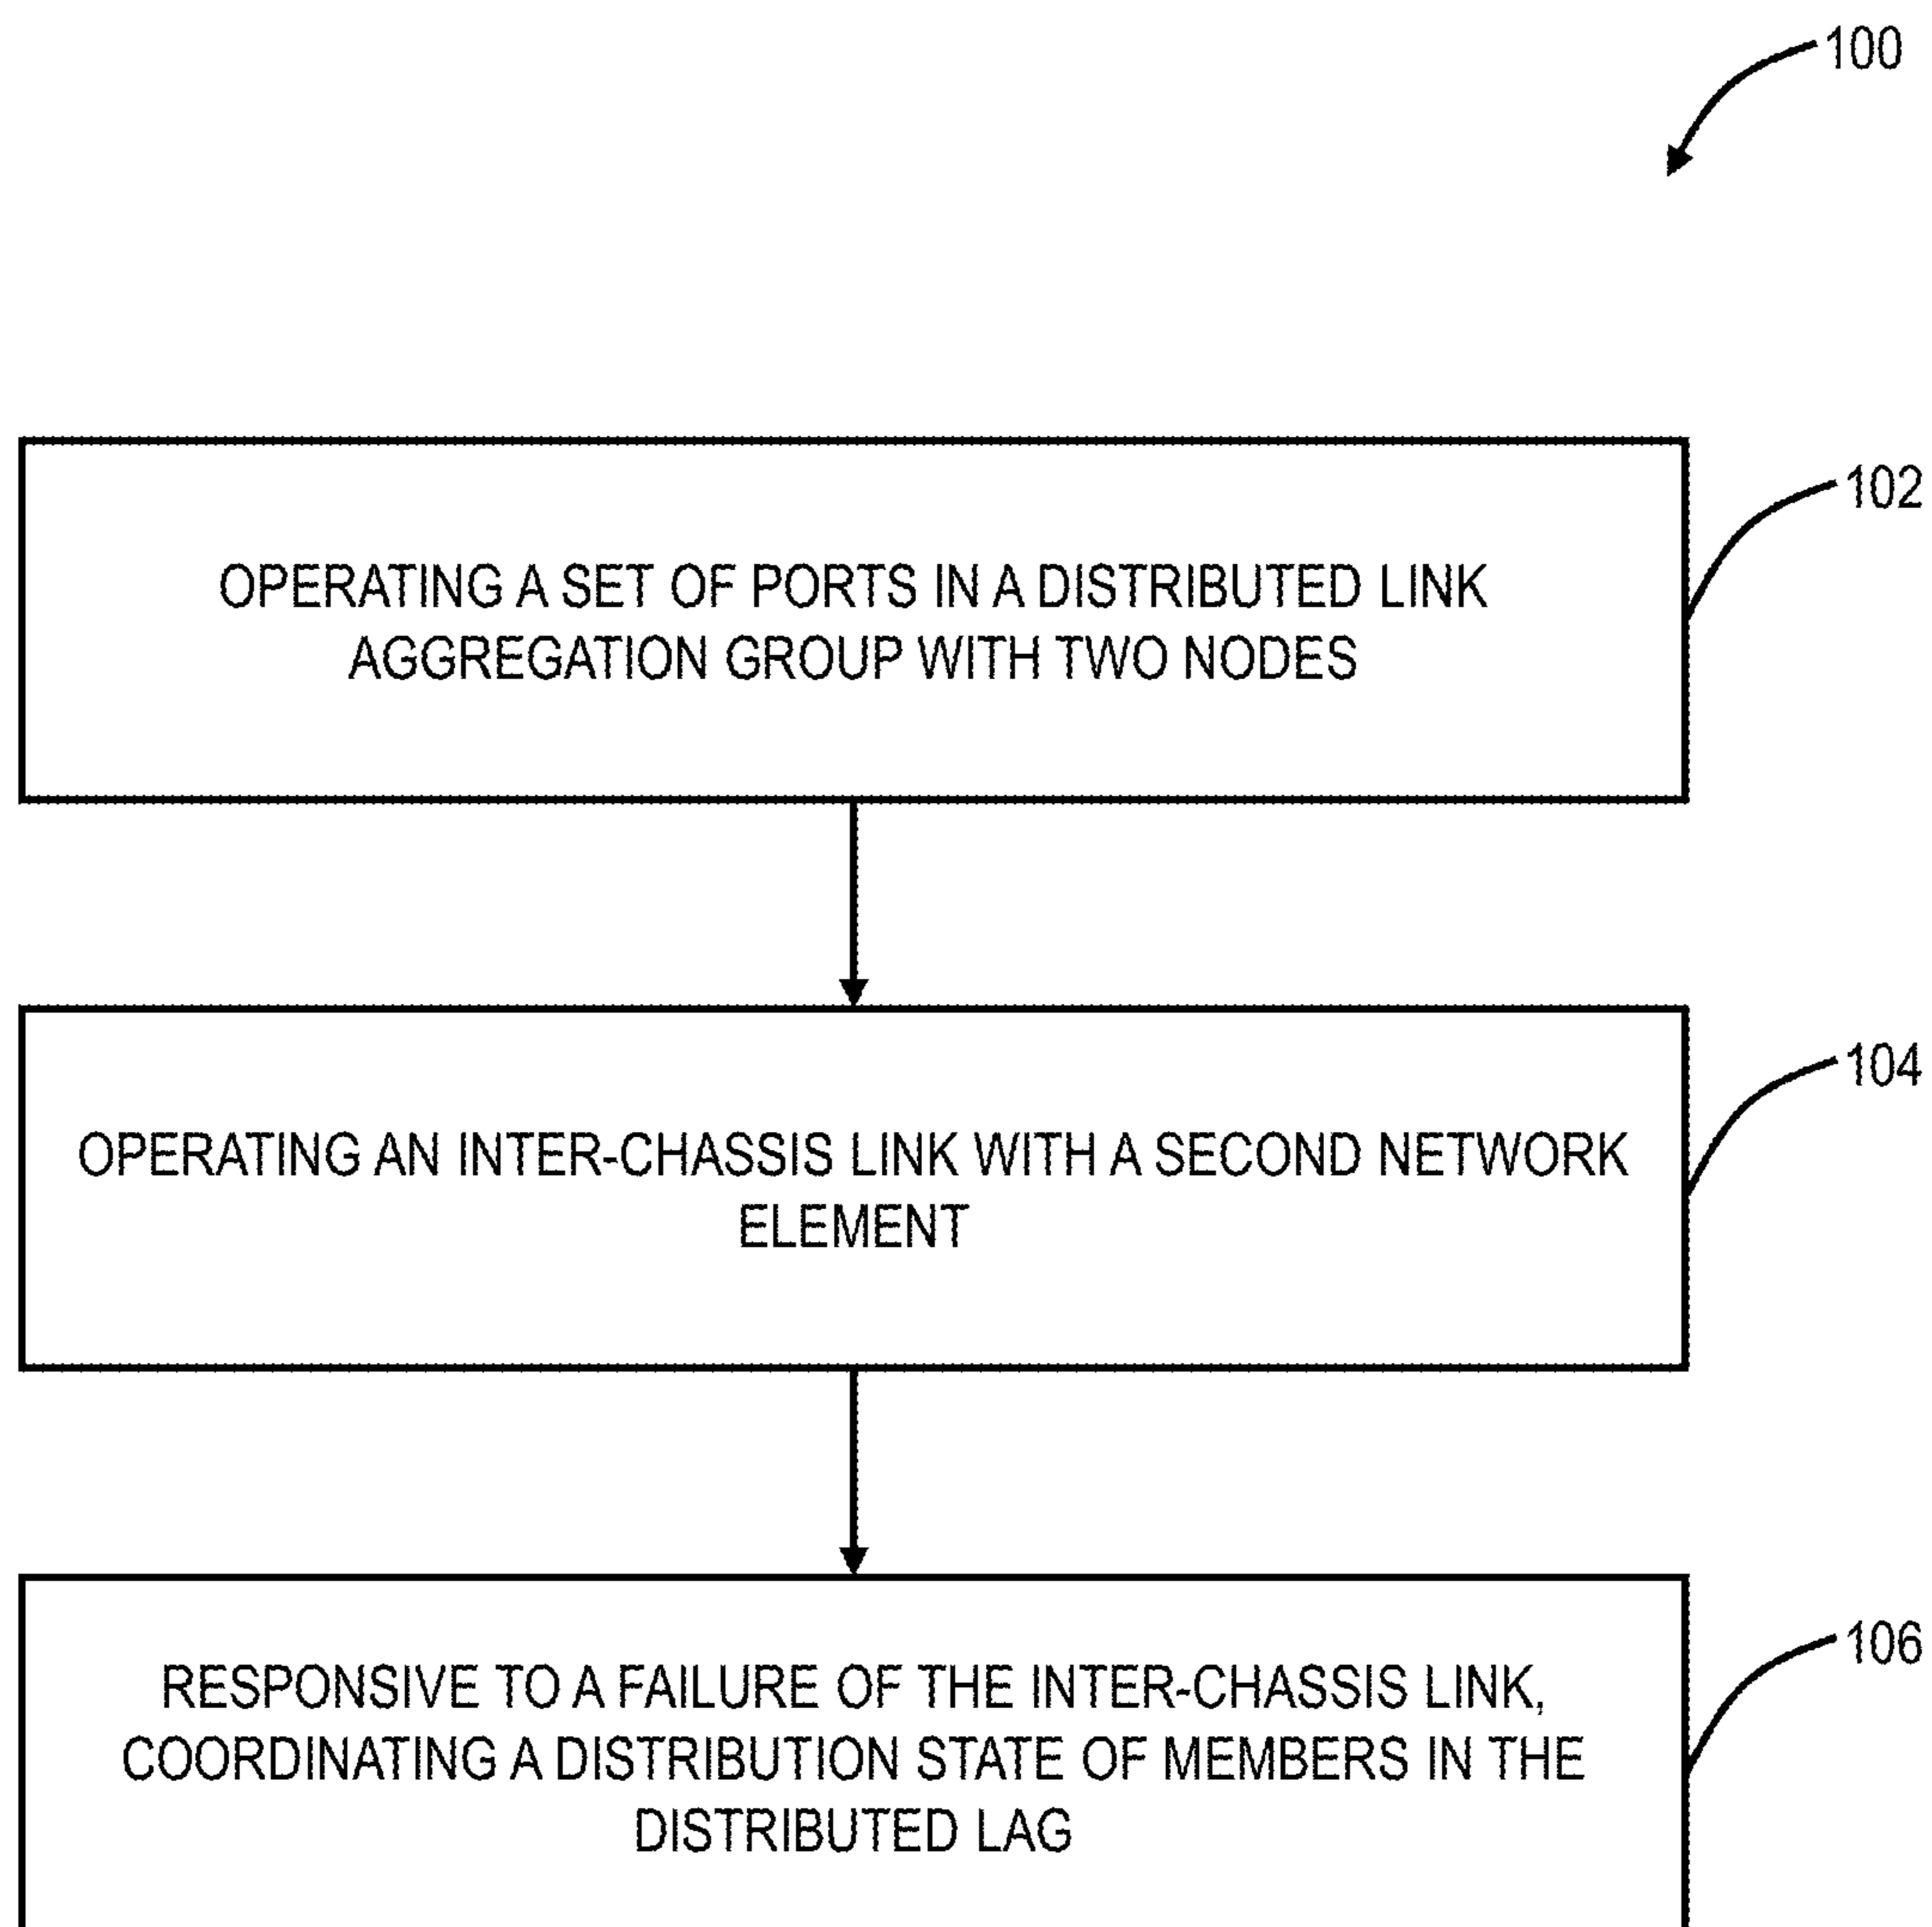 100
102
OPERATING A SET OF PORTS IN A DISTRIBUTED LINK
AGGREGATION GROUP WITH TWO NODES
104
OPERATING AN INTER-CHASSIS LINK WITH A SECOND NETWORK
ELEMENT
106
RESPONSIVE TO A FAILURE OF THE INTER-CHASSIS LINK,
COORDINATING A DISTRIBUTION STATE OF MEMBERS IN THE
DISTRIBUTED LAG